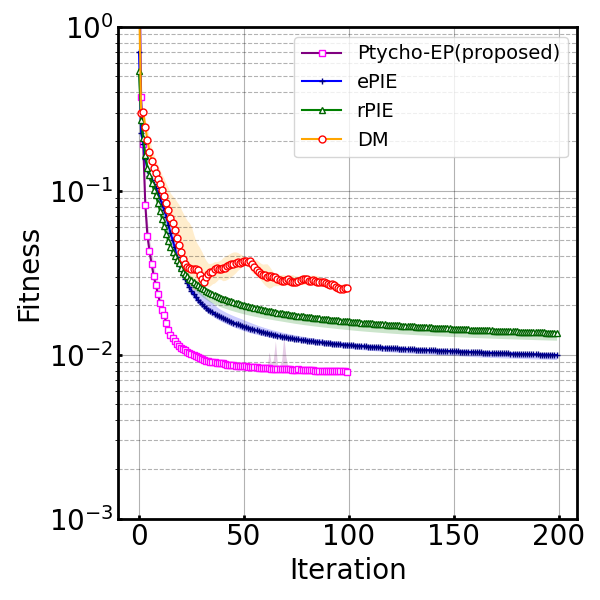 Ptycho-EP(proposed)
ePIE
rPIE
DM
Fitness
10^0
10^-1
10^-2
10^-3
0 50 100 150 200
Iteration